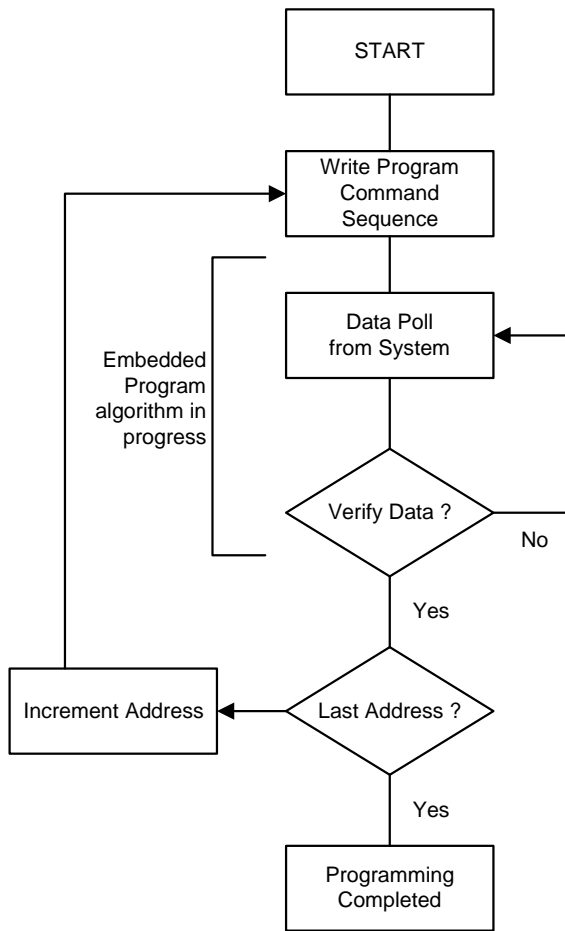 START
Write Program
Command
Sequence
Data Poll
from System
Embedded
Program
algorithm in
progress
Verify Data ?
No
Yes
Increment Address
Last Address ?
Yes
Programming
Completed